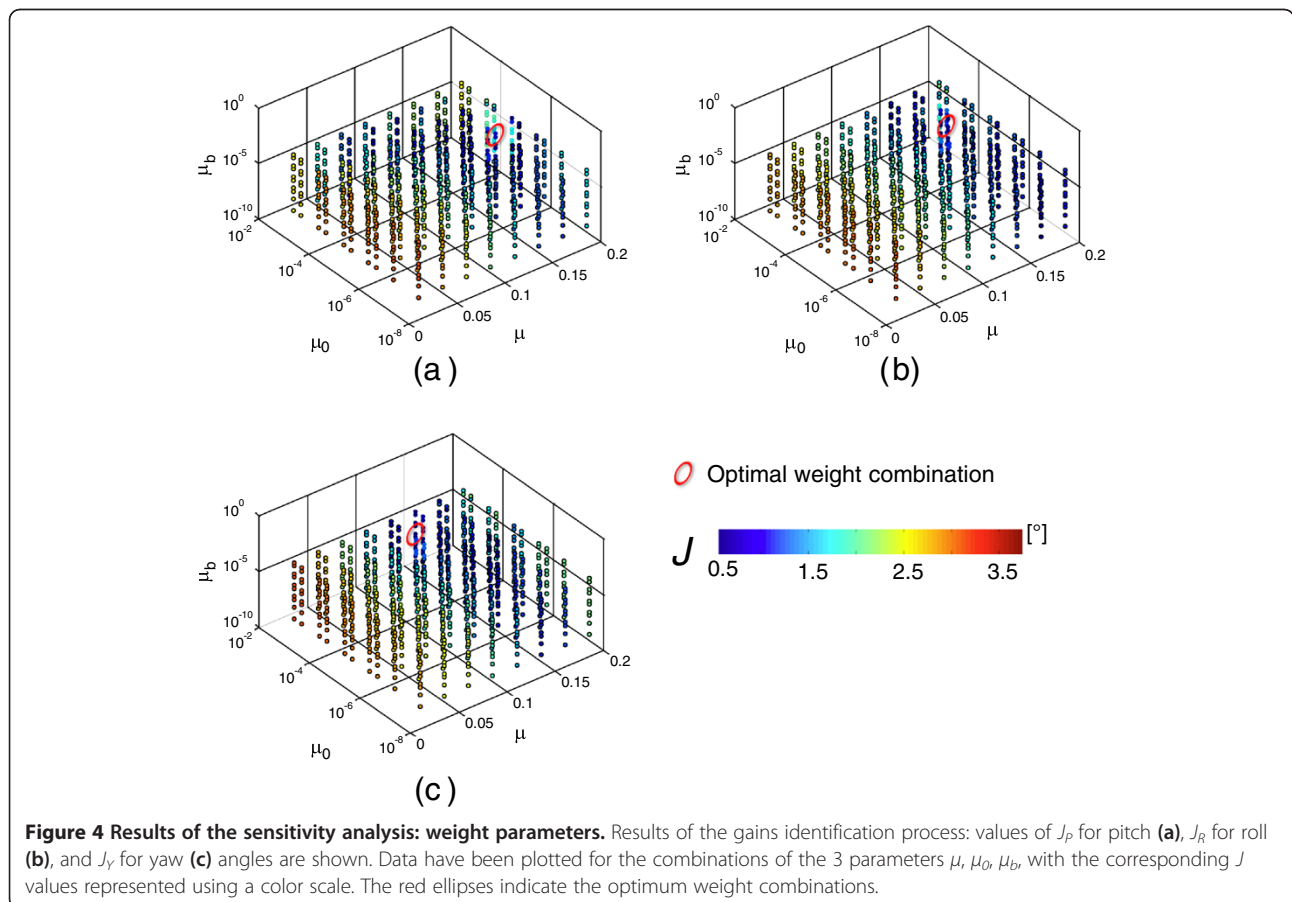 10⁰
μb
10⁻⁵
10⁻¹⁰
10⁻²
10⁻⁴
10⁻⁶
10⁻⁸
μ₀
0
0.05
0.1
0.15
0.2
μ
(a)
10⁰
μb
10⁻⁵
10⁻¹⁰
10⁻²
10⁻⁴
10⁻⁶
10⁻⁸
μ₀
0
0.05
0.1
0.15
0.2
μ
(b)
10⁰
μb
10⁻⁵
10⁻¹⁰
10⁻²
10⁻⁴
10⁻⁶
10⁻⁸
μ₀
0
0.05
0.1
0.15
0.2
μ
(c)
Optimal weight combination
J
[°]
0.5 1.5 2.5 3.5
Figure 4 Results of the sensitivity analysis: weight parameters. Results of the gains identification process: values of JP for pitch (a), JR for roll
(b), and JY for yaw (c) angles are shown. Data have been plotted for the combinations of the 3 parameters μ, μ₀, μb, with the corresponding J
values represented using a color scale. The red ellipses indicate the optimum weight combinations.